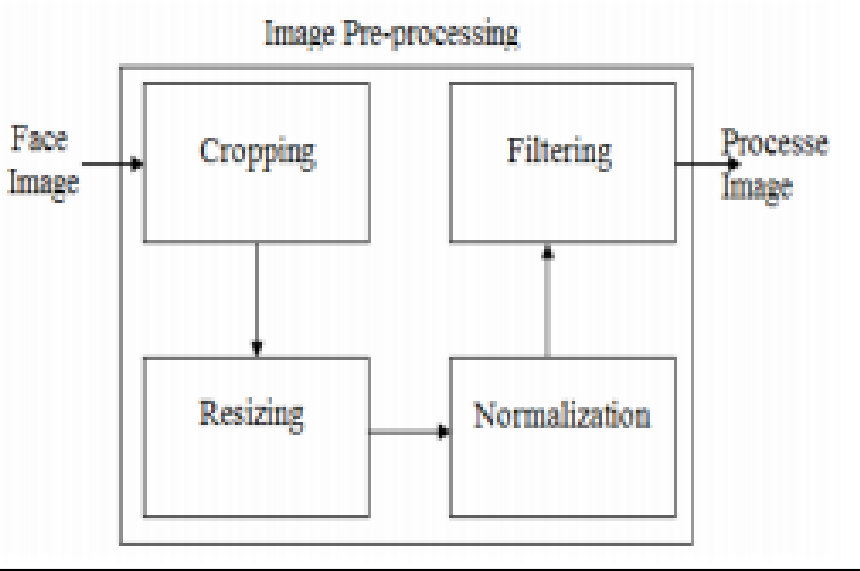 Image Pre-processing
Face
Image
Cropping
Filtering
Processe
Image
Resizing
Normalization